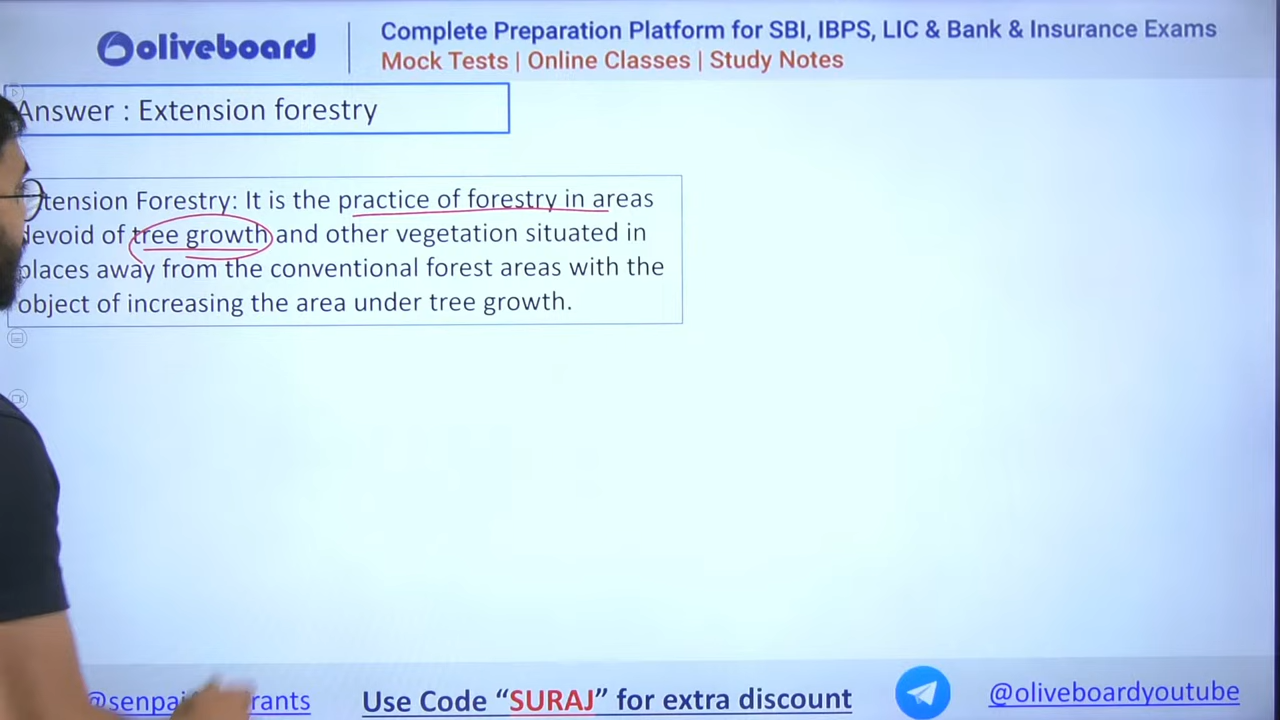 oliveboard
Complete Preparation Platform for SBI, IBPS, LIC & Bank & Insurance Exams
Mock Tests | Online Classes | Study Notes
Answer : Extension forestry
tension Forestry: It is the practice of forestry in areas
devoid of tree growth and other vegetation situated in
places away from the conventional forest areas with the
object of increasing the area under tree growth.
Use Code “SURAJ” for extra discount
@oliveboardyoutube